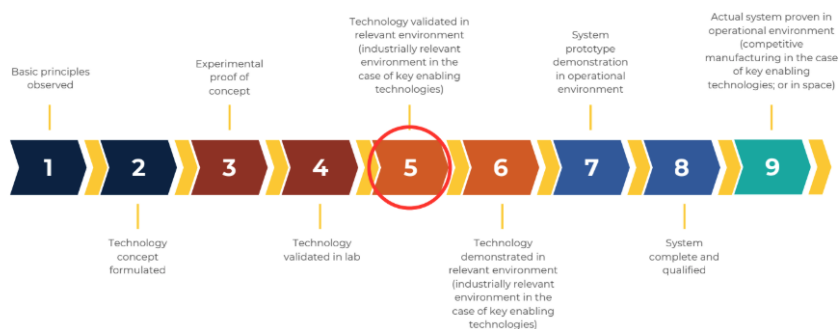 Basic principles
observed
1
Technology
concept
formulated
2
Experimental
proof of
concept
3
Technology
validated in lab
4
Technology validated in
relevant environment
(industrially relevant
environment in the
case of key enabling
technologies)
5
Technology
demonstrated in
relevant environment
(industrially relevant
environment in the
case of key enabling
technologies)
6
System
prototype
demonstration
in operational
environment
7
System
complete and
qualified
8
Actual system proven in
operational environment
(competitive
manufacturing in the case
of key enabling
technologies; or in space)
9